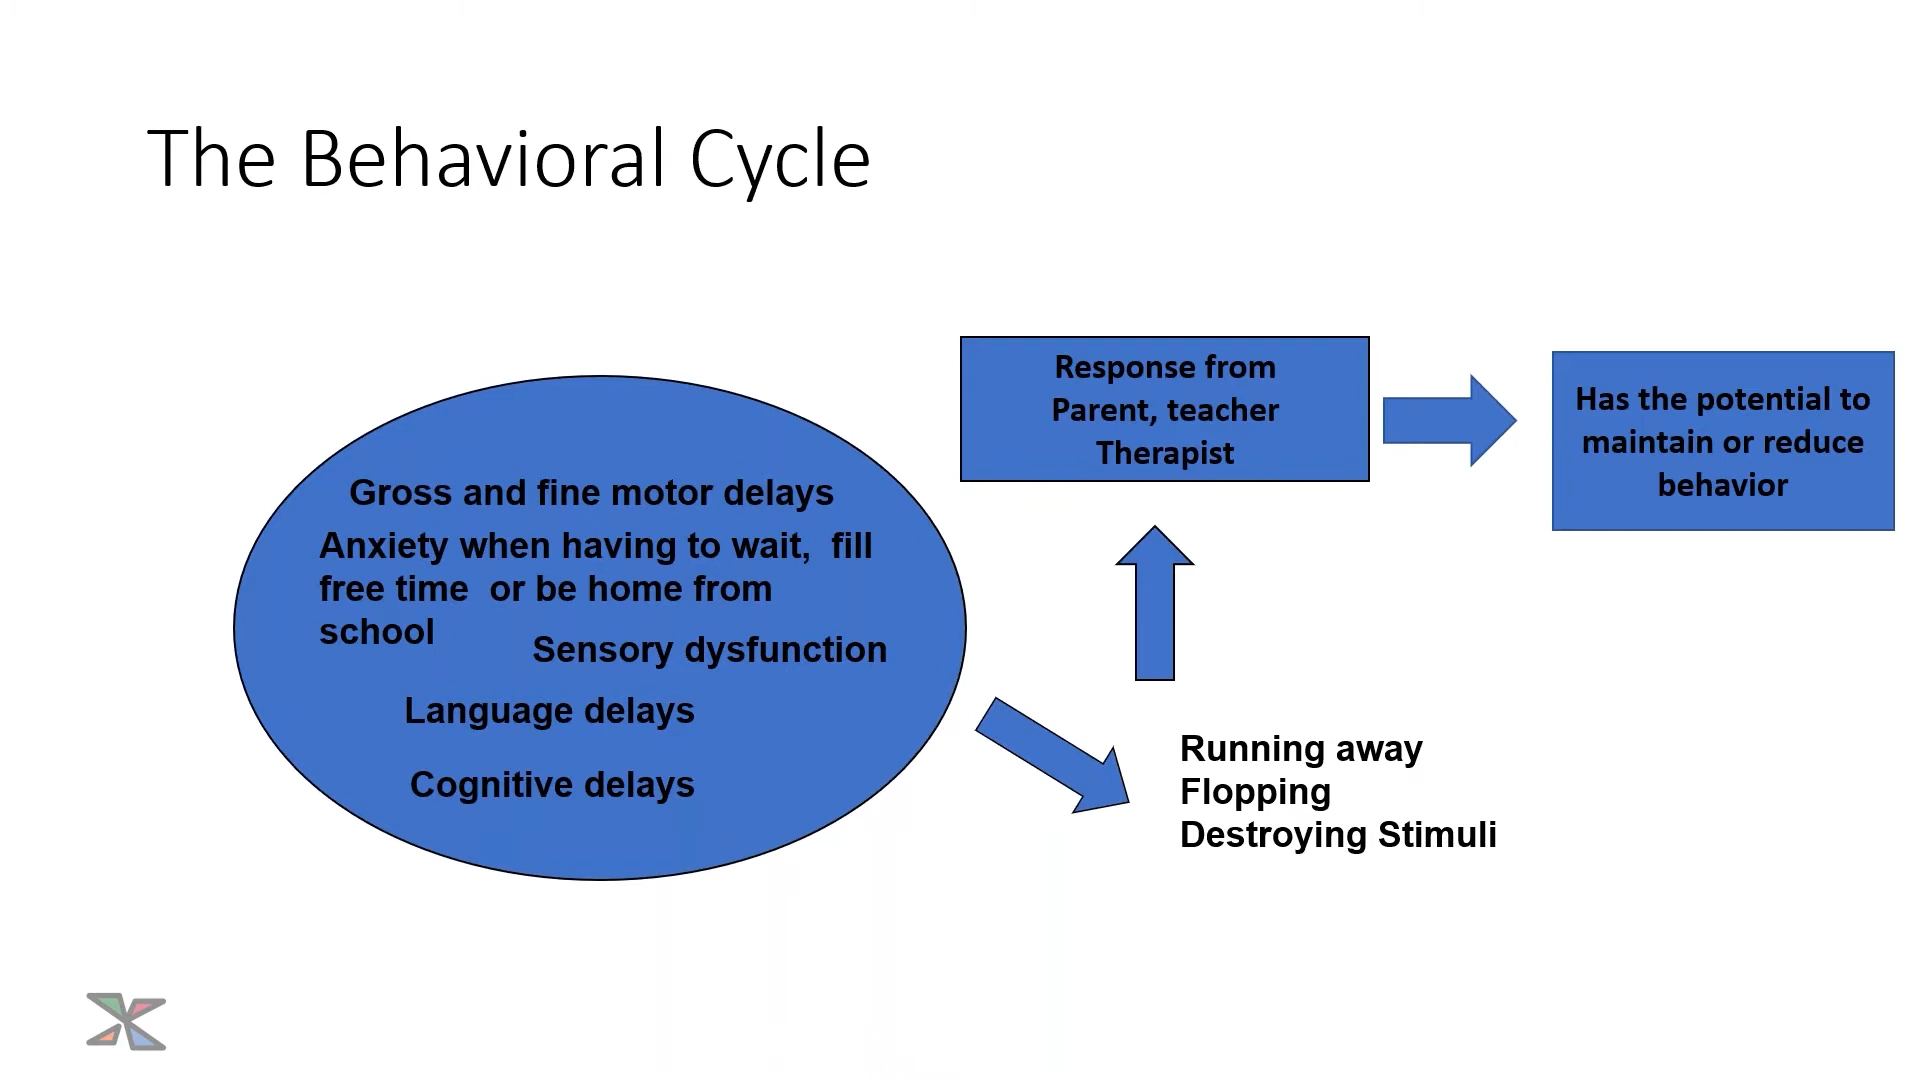 The Behavioral Cycle
Gross and fine motor delays
Anxiety when having to wait,  fill
free time  or be home from
school
Sensory dysfunction
Language delays
Cognitive delays
Running away
Flopping
Destroying Stimuli
Response from
Parent, teacher
Therapist
Has the potential to
maintain or reduce
behavior